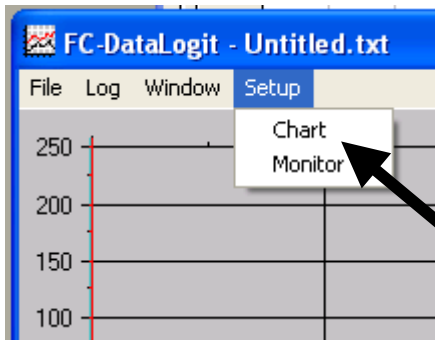 FC-DataLogit - Untitled.txt
File Log Window Setup
Chart
Monitor
250
200
150
100